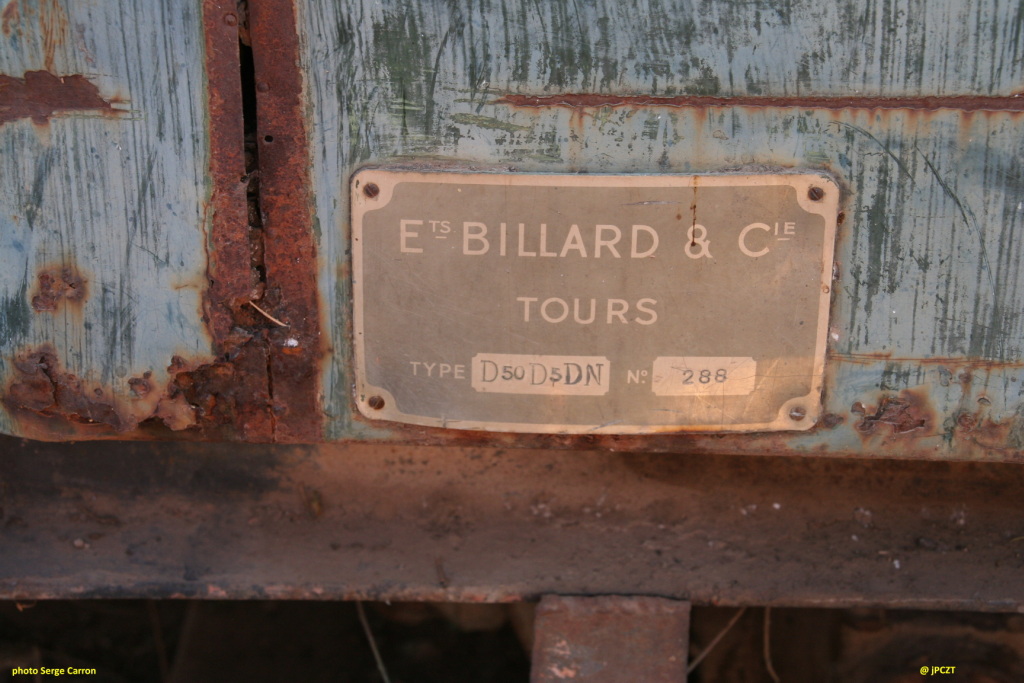 ETS BILLARD & CIE
TOURS
TYPE D50D5DN No. 288
photo Serge Carron
@ jPCZT